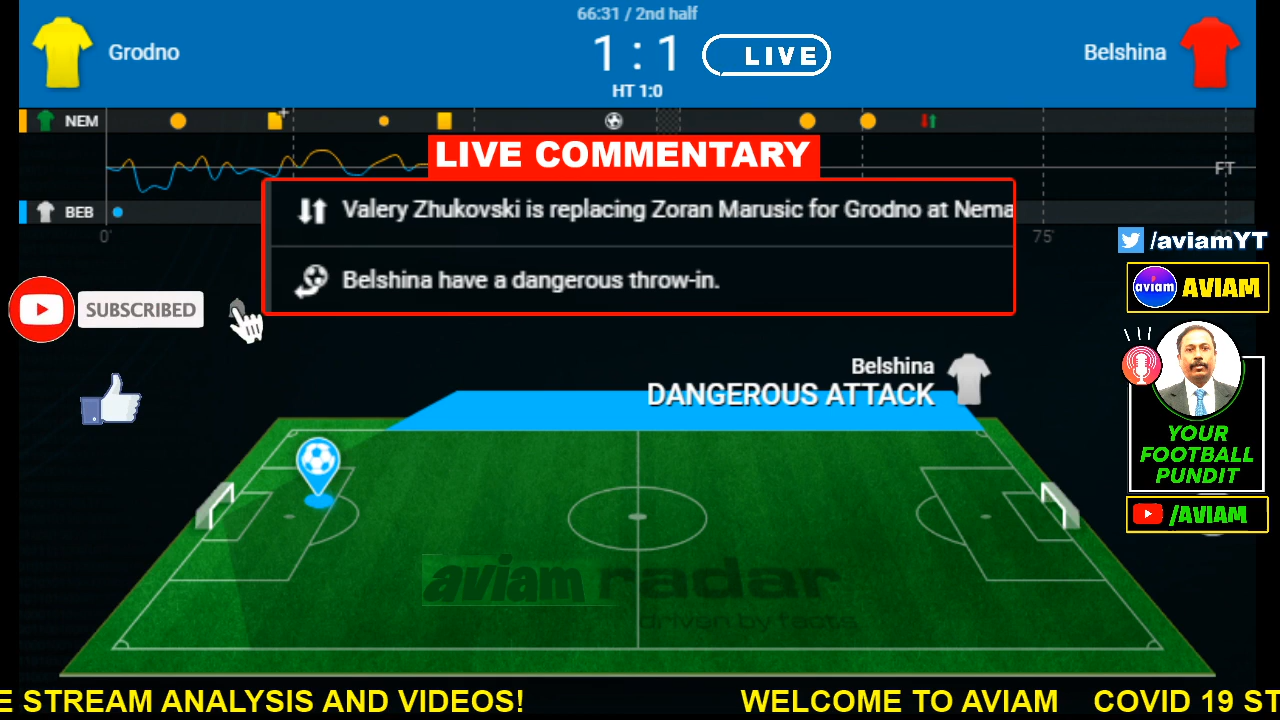 66:31 / 2nd half
Grodno
1 : 1
LIVE
Belshina
HT 1:0
NEM
LIVE COMMENTARY
FT
Valery Zhukovski is replacing Zoran Marusic for Grodno at Nema
BEB
0'
75'
/aviamYT
Belshina have a dangerous throw-in.
aviam AVIAM
SUBSCRIBED
Belshina
DANGEROUS ATTACK
YOUR
FOOTBALL
PUNDIT
/AVIAM
aviam radar
driven by facts
E STREAM ANALYSIS AND VIDEOS! WELCOME TO AVIAM COVID 19 ST